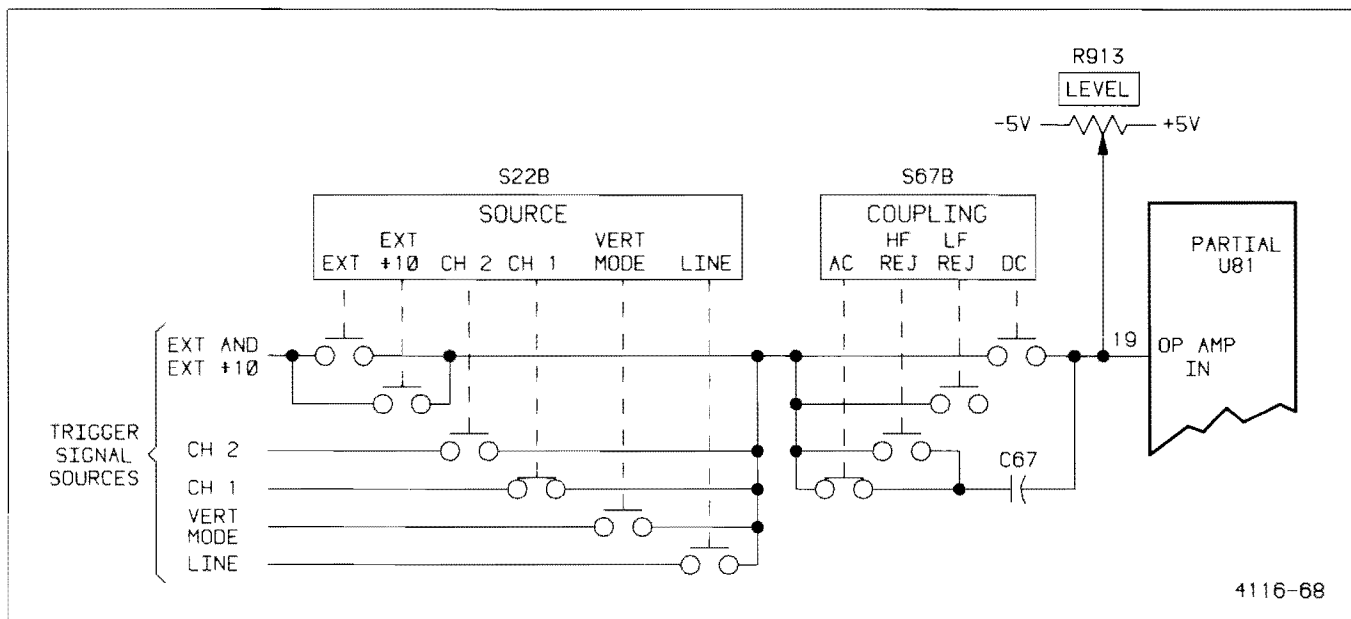 R913
LEVEL
-5V +5V
S22B
SOURCE
EXT EXT ÷10 CH 2 CH 1 VERT MODE LINE
S67B
COUPLING
AC HF REJ LF REJ DC
PARTIAL
U81
19
OP AMP
IN
TRIGGER
SIGNAL
SOURCES
EXT AND
EXT ÷10
CH 2
CH 1
VERT
MODE
LINE
C67
4116-68